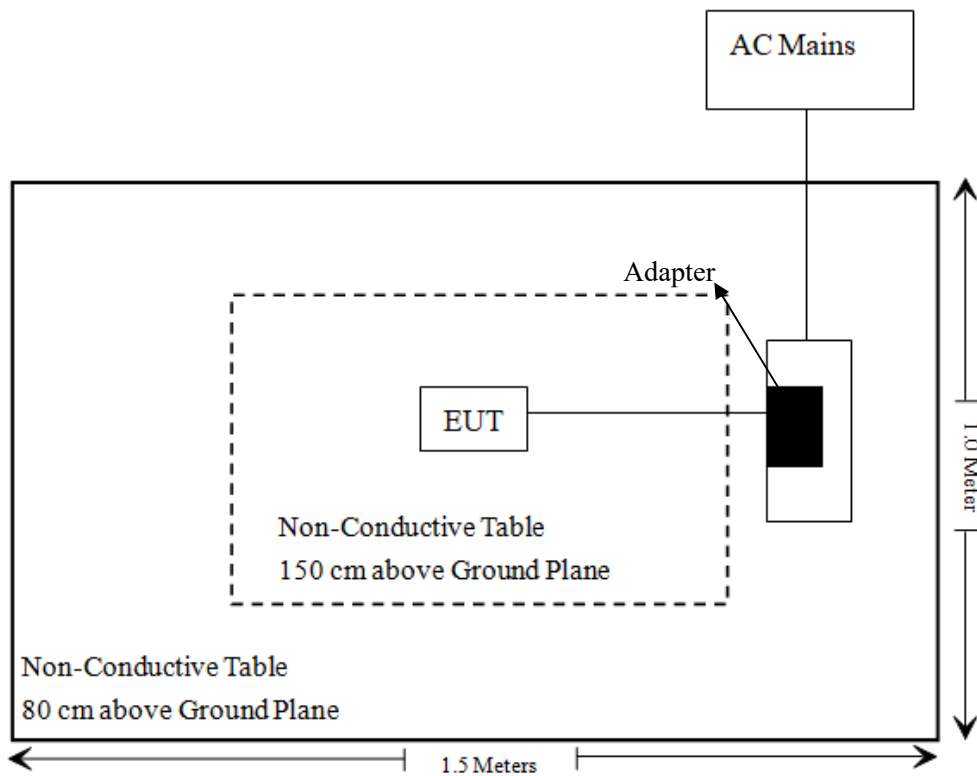 AC Mains
Adapter
EUT
Non-Conductive Table
150 cm above Ground Plane
1.0 Meter
Non-Conductive Table
80 cm above Ground Plane
1.5 Meters